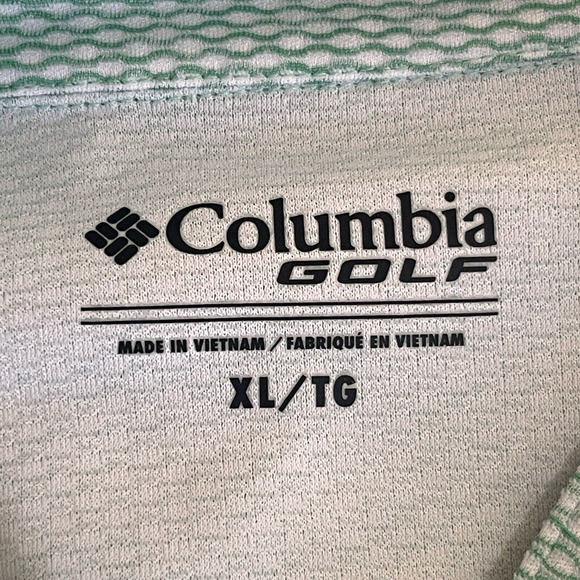 Columbia
GOLF
MADE IN VIETNAM / FABRIQUÉ EN VIETNAM
XL/TG